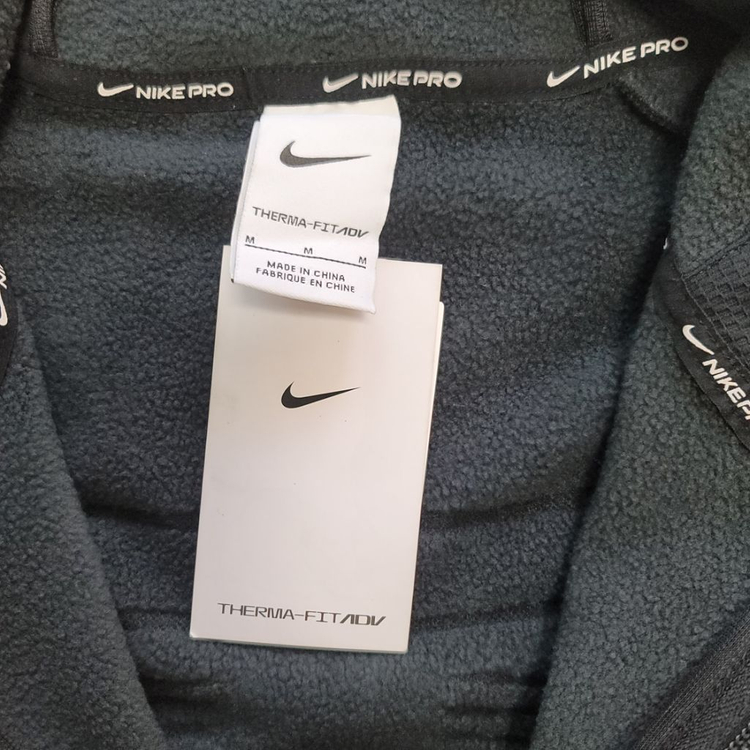 NIKE PRO
NIKE PRO
NIKE PRO
THERMA-FIT ADV
M M M
MADE IN CHINA
FABRIQUE EN CHINE
NIKE PRO
THERMA-FIT ADV